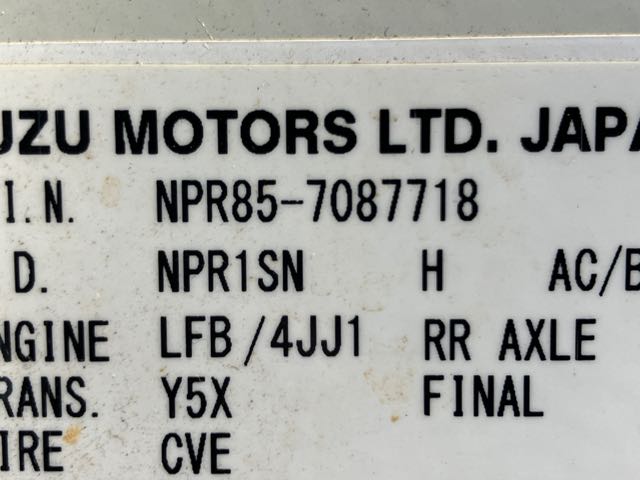 UZU MOTORS LTD. JAPA
I.N. NPR85-7087718
D. NPR1SN H AC/B
NGINE LFB/4JJ1 RR AXLE
RANS. Y5X FINAL
IRE CVE